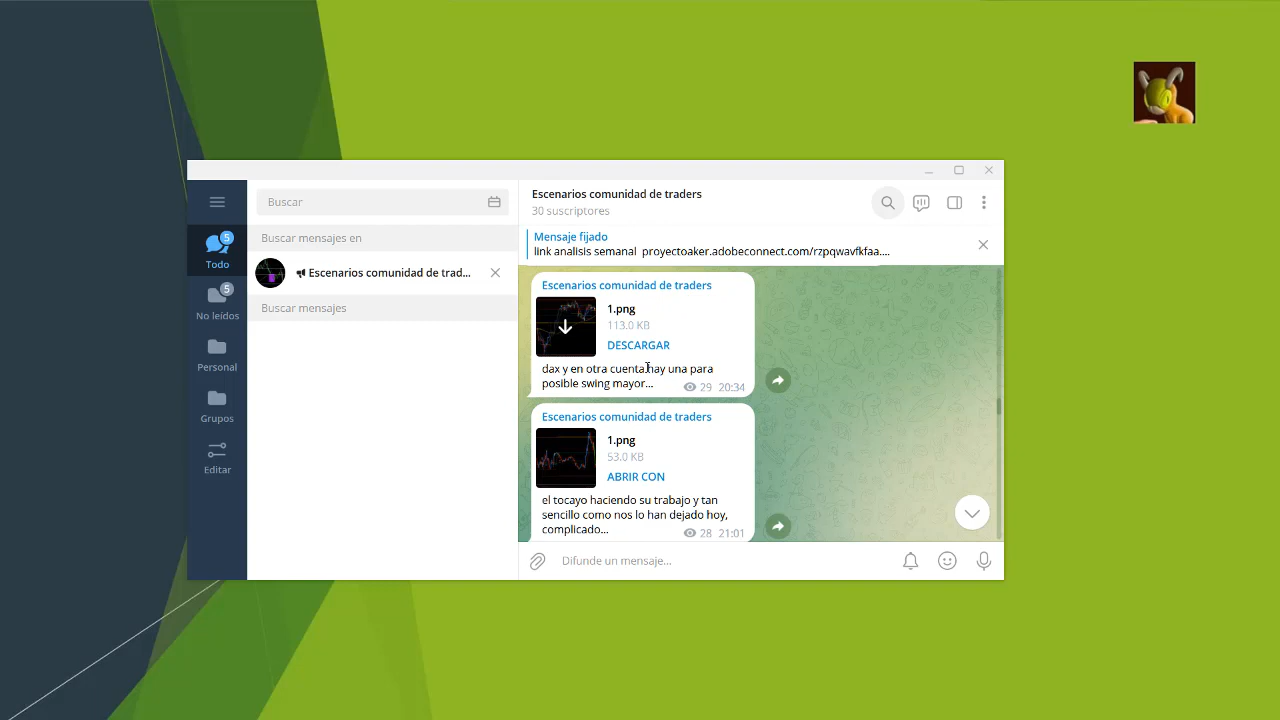 Buscar
Buscar mensajes en
Escenarios comunidad de trad...
Buscar mensajes
5
Todo
5
No leídos
Personal
Grupos
Editar
Escenarios comunidad de traders
30 suscriptores
Mensaje fijado
link analisis semanal proyectoaker.adobeconnect.com/rzpqwavfkfaa....
Escenarios comunidad de traders
1.png
113.0 KB
DESCARGAR
dax y en otra cuenta hay una para
posible swing mayor...
29 20:34
Escenarios comunidad de traders
1.png
53.0 KB
ABRIR CON
el tocayo haciendo su trabajo y tan
sencillo como nos lo han dejado hoy,
complicado...
28 21:01
Difunde un mensaje...